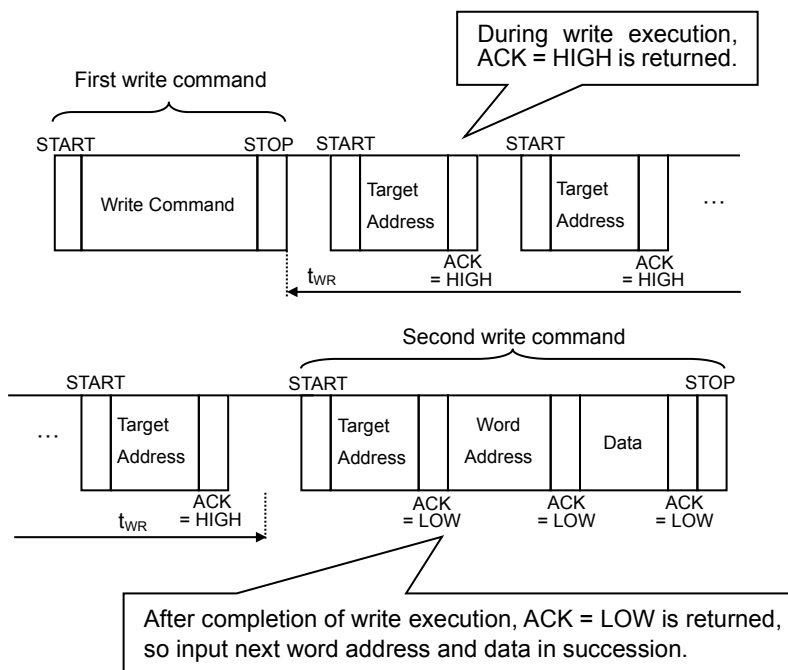 During write execution,
ACK = HIGH is returned.
First write command
START
STOP
START
START
Write Command
Target
Address
Target
Address
…
ACK
= HIGH
ACK
= HIGH
tWR
Second write command
START
START
STOP
…
Target
Address
Target
Address
Word
Address
Data
ACK
= HIGH
ACK
= LOW
ACK
= LOW
ACK
= LOW
tWR
After completion of write execution, ACK = LOW is returned,
so input next word address and data in succession.